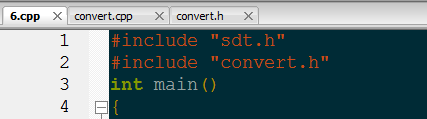 6.cpp convert.cpp convert.h
1 #include "sdt.h"
2 #include "convert.h"
3 int main()
4 {